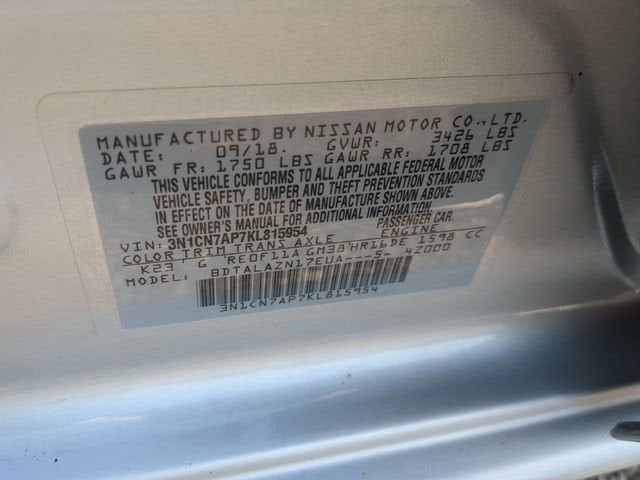 MANUFACTURED BY NISSAN MOTOR CO.,LTD.
DATE: 09/18. GVWR: 3426 LBS
GAWR FR: 1750 LBS GAWR RR: 1708 LBS
THIS VEHICLE CONFORMS TO ALL APPLICABLE FEDERAL MOTOR
VEHICLE SAFETY, BUMPER AND THEFT PREVENTION STANDARDS
IN EFFECT ON THE DATE OF MANUFACTURE SHOWN ABOVE.
SEE OWNER'S MANUAL FOR MORE INFORMATION.
VIN: 3N1CN7AP7KL815954 PASSENGER CAR.
COLOR TRIM TRANS AXLE ENGINE
K23 G RE0F11A GM38 HR16DE 1598 CC
MODEL: BDTALAZN17EUA---5- 4Z000
3N1CN7AP7KL815954